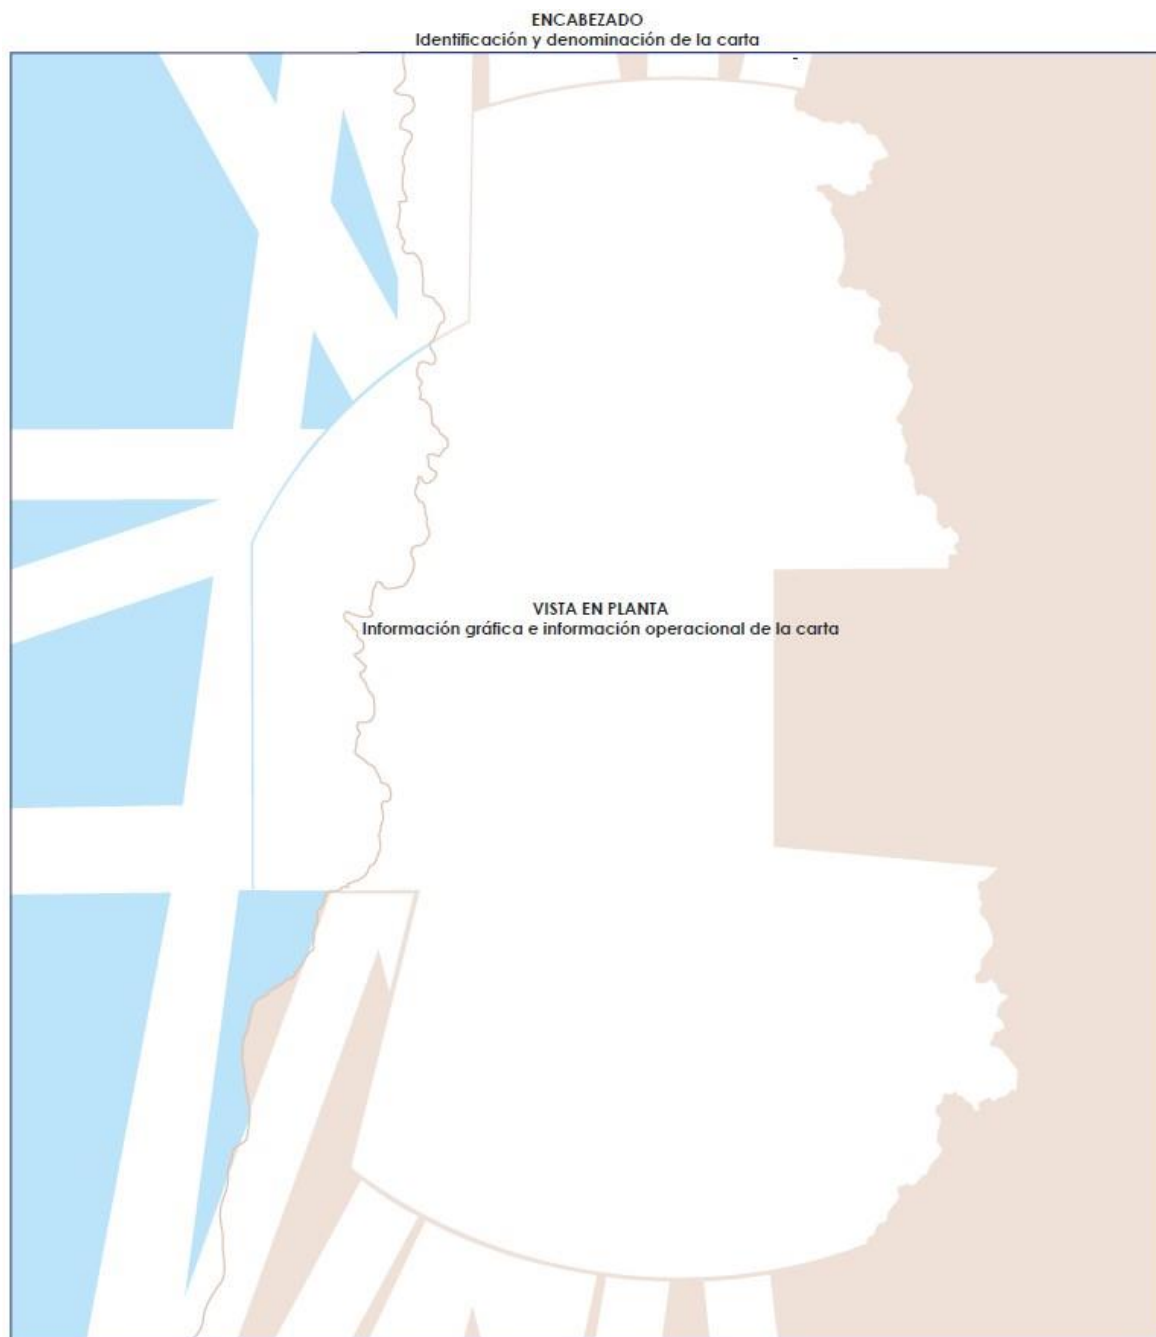 ENCABEZADO
Identificación y denominación de la carta
VISTA EN PLANTA
Información gráfica e información operacional de la carta